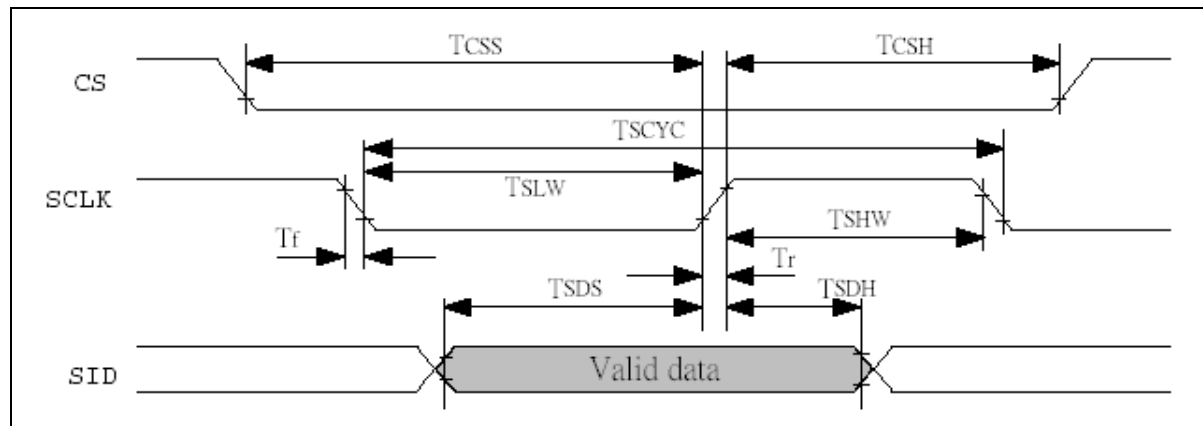 TCSS
TCSH
CS
TSCYC
SCLK
TSLW
TSHW
Tf
Tr
TSDS
TSDH
SID
Valid data